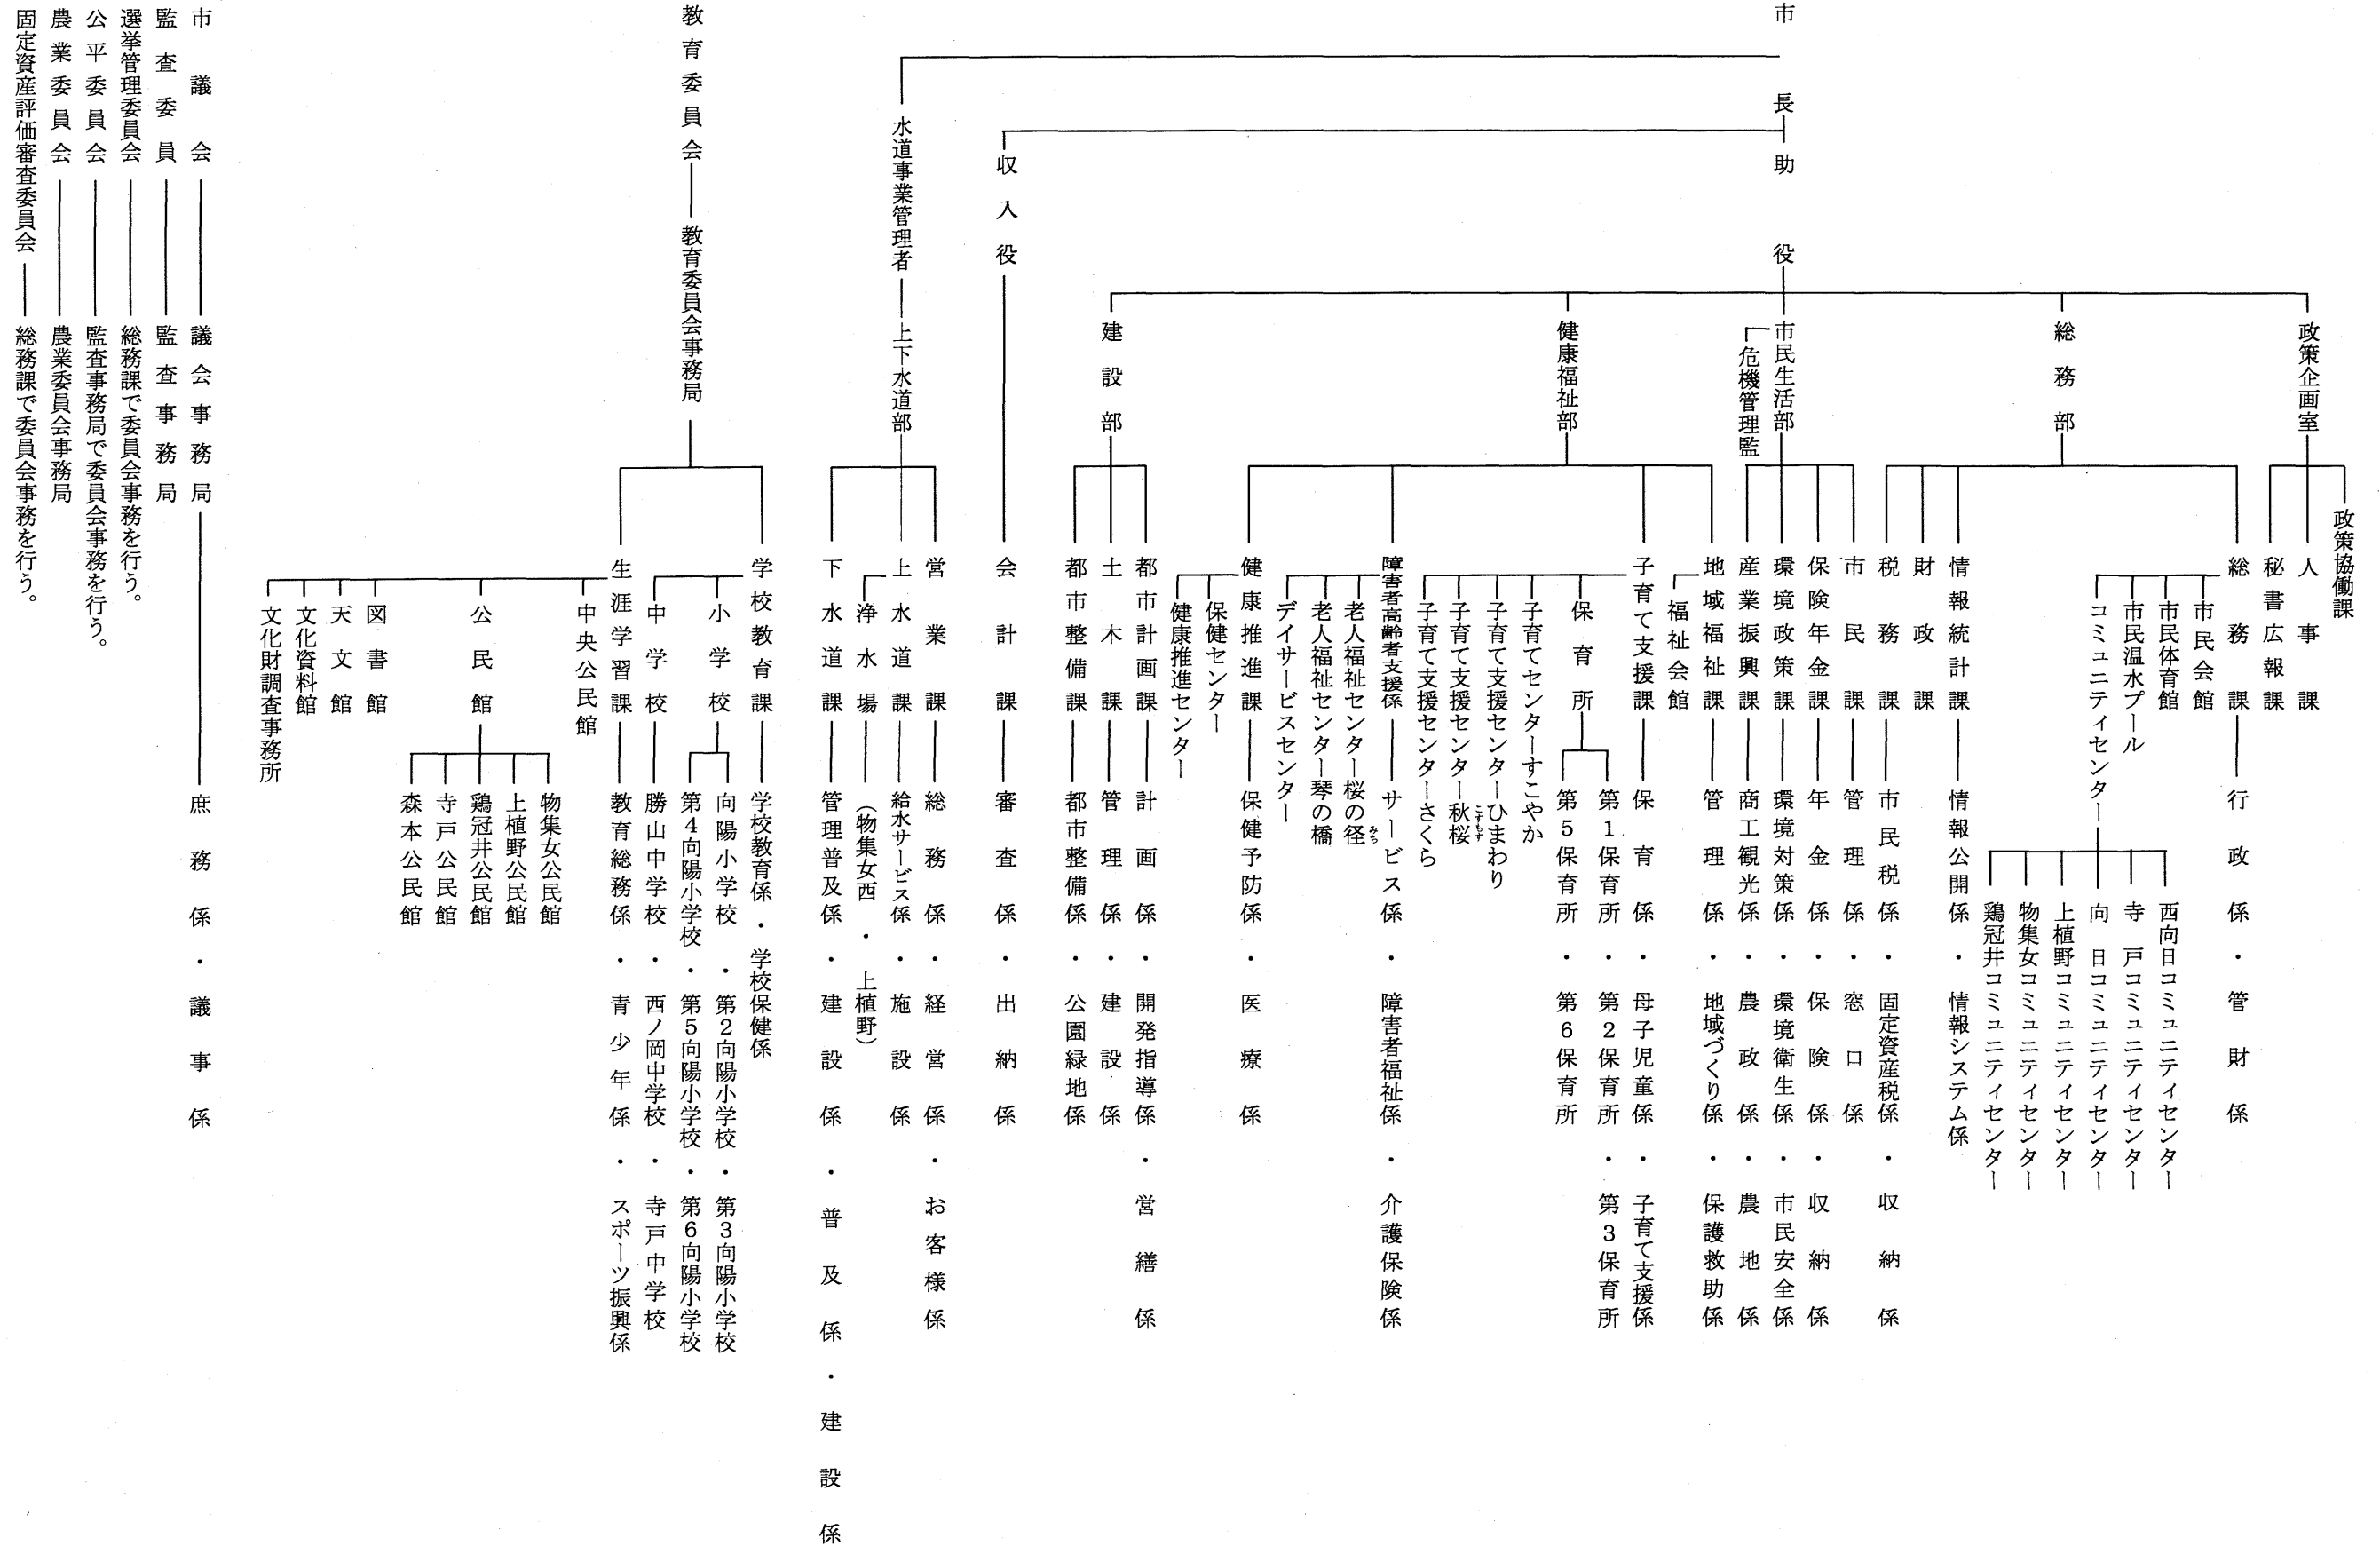 市長
助役
政策企画室
政策協働課
人事課
秘書広報課
総務部
総務課
行政係・管財係
市民会館
市民体育館
市民温水プール
コミュニティセンター
西向日コミュニティセンター
寺戸コミュニティセンター
向日コミュニティセンター
上植野コミュニティセンター
物集女コミュニティセンター
鶏冠井コミュニティセンター
情報統計課
情報公開係・情報システム係
財政課
税務課
市民税係・固定資産税係・収納係
市民生活部
危機管理監
市民課
管理係・窓口係
保険年金課
年金係・保険係・収納係
環境政策課
環境対策係・環境衛生係・市民安全係
産業振興課
商工観光係・農政係・農地係
健康福祉部
地域福祉課
管理係・地域づくり係・保護救助係
福祉会館
子育て支援課
保育係・母子児童係・子育て支援係
保育所
第1保育所・第2保育所・第3保育所
第5保育所・第6保育所
子育てセンターすこやか
子育て支援センターひまわり
子育て支援センター秋桜
こすもす
子育て支援センターさくら
障害者高齢者支援係
サービス係・障害者福祉係・介護保険係
老人福祉センター桜の径
みち
老人福祉センター琴の橋
デイサービスセンター
健康推進課
保健予防係・医療係
保健センター
健康推進センター
建設部
都市計画課
計画係・開発指導係・営繕係
土木課
管理係・建設係
都市整備課
都市整備係・公園緑地係
収入役
会計課
審査係・出納係
水道事業管理者
上下水道部
営業課
総務係・経営係・お客様係
上水道課
給水サービス係・施設係
浄水場
（物集女西・上植野）
下水道課
管理普及係・建設係・普及係・建設係
教育委員会
教育委員会事務局
学校教育課
学校教育係・学校保健係
小学校
向陽小学校・第2向陽小学校・第3向陽小学校
第4向陽小学校・第5向陽小学校・第6向陽小学校
中学校
勝山中学校・西ノ岡中学校・寺戸中学校
生涯学習課
教育総務係・青少年係・スポーツ振興係
中央公民館
公民館
物集女公民館
上植野公民館
鶏冠井公民館
寺戸公民館
森本公民館
図書館
天文館
文化資料館
文化財調査事務所
市議会
議会事務局
庶務係・議事係
監査委員
監査事務局
選挙管理委員会
総務課で委員会事務を行う。
公平委員会
監査事務局で委員会事務を行う。
農業委員会
農業委員会事務局
固定資産評価審査委員会
総務課で委員会事務を行う。